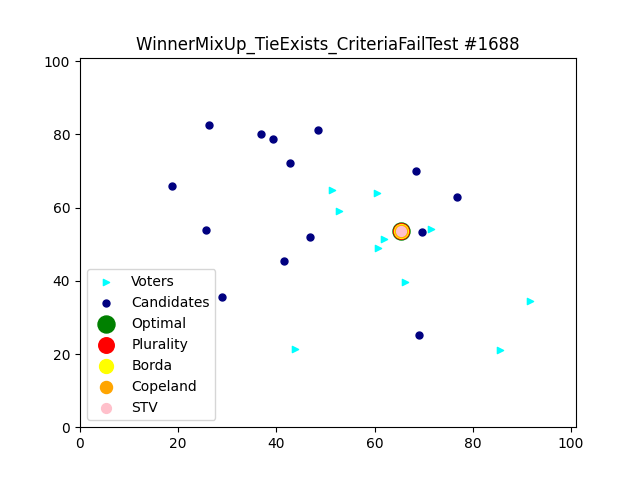 WinnerMixUp_TieExists_CriteriaFailTest #1688
100
80
60
40
20
0
0 20 40 60 80 100
Voters
Candidates
Optimal
Plurality
Borda
Copeland
STV